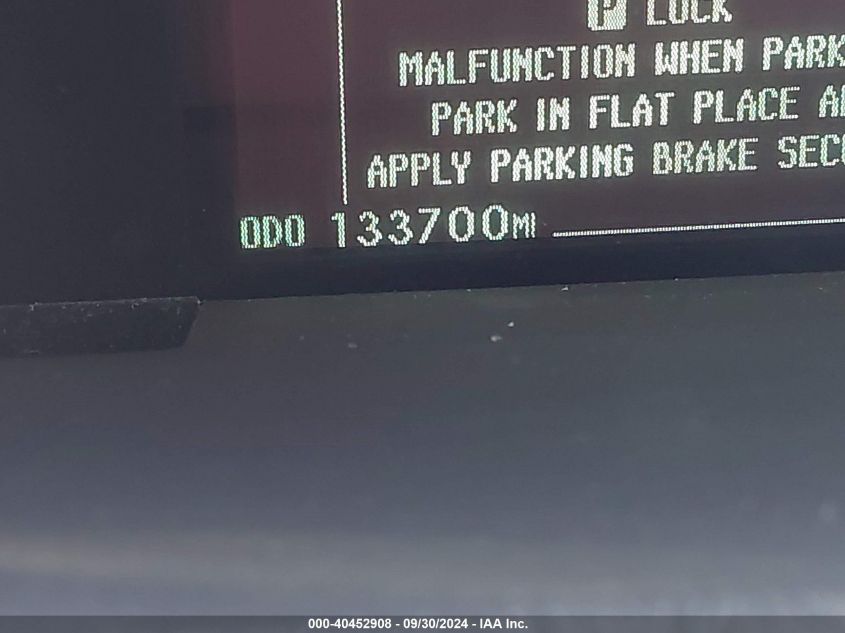 P LOCK
MALFUNCTION WHEN PARK
PARK IN FLAT PLACE
APPLY PARKING BRAKE
ODO 133700MI
000-40452908 - 09/30/2024 - IAA Inc.